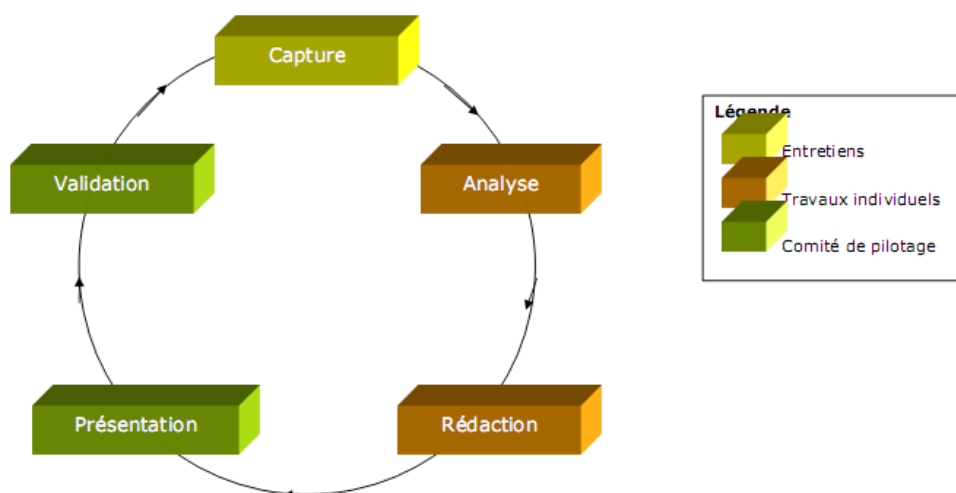 Capture
Validation
Analyse
Présentation
Rédaction
Légende
Entretiens
Travaux individuels
Comité de pilotage